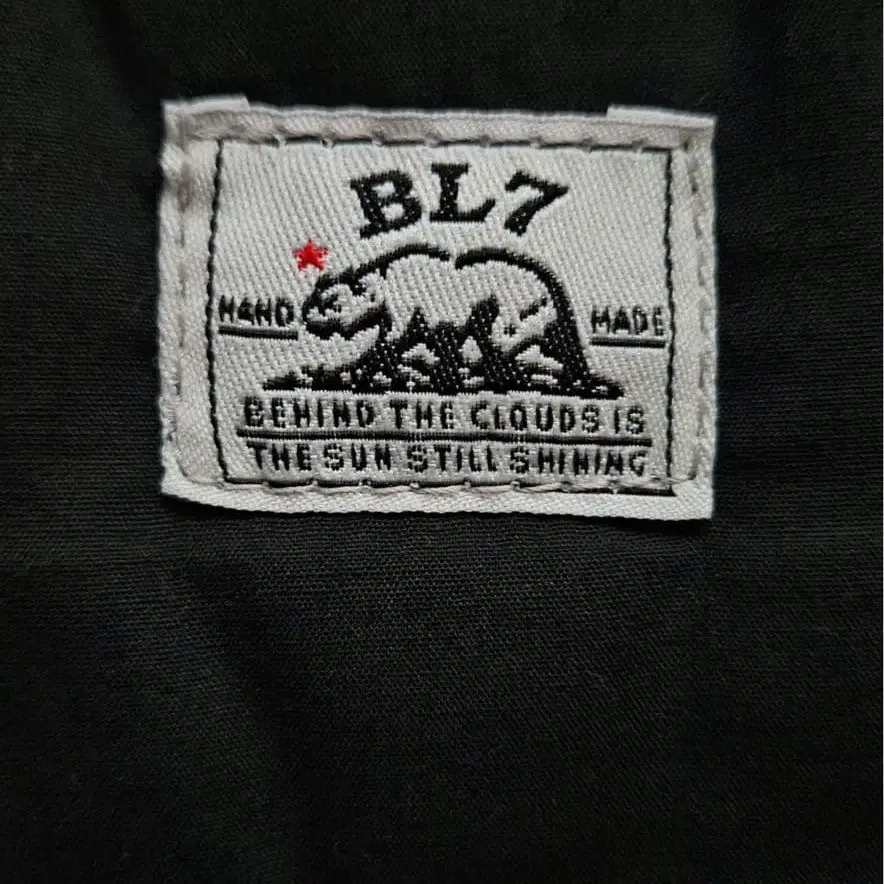 BL7
HAND MADE
BEHIND THE CLOUDS IS
THE SUN STILL SHINING